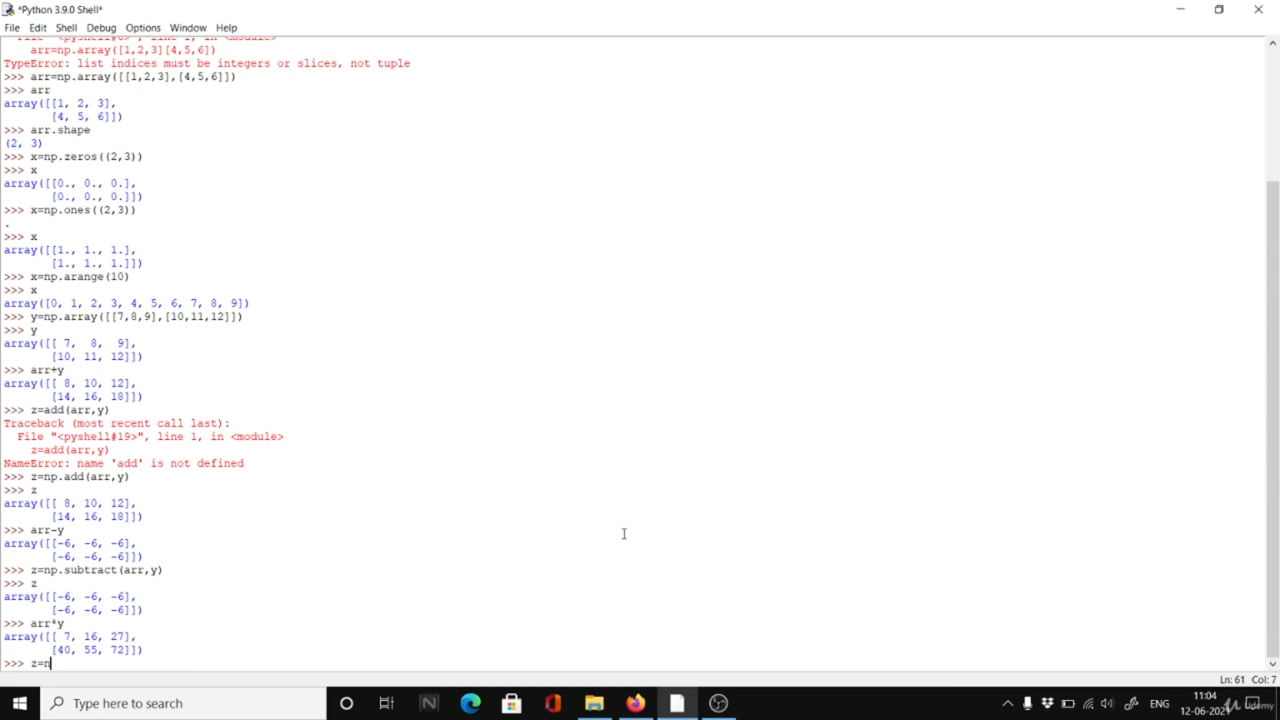 *Python 3.9.0 Shell*
File Edit Shell Debug Options Window Help
File "<pyshell#6>", line 1, in <module>
arr=np.array([1,2,3][4,5,6])
TypeError: list indices must be integers or slices, not tuple
>>> arr=np.array([[1,2,3],[4,5,6]])
>>> arr
array([[1, 2, 3],
[4, 5, 6]])
>>> arr.shape
(2, 3)
>>> x=np.zeros((2,3))
>>> x
array([[0., 0., 0.],
[0., 0., 0.]])
>>> x=np.ones((2,3))
.
>>> x
array([[1., 1., 1.],
[1., 1., 1.]])
>>> x=np.arange(10)
>>> x
array([0, 1, 2, 3, 4, 5, 6, 7, 8, 9])
>>> y=np.array([[7,8,9],[10,11,12]])
>>> y
array([[ 7, 8, 9],
[10, 11, 12]])
>>> arr+y
array([[ 8, 10, 12],
[14, 16, 18]])
>>> z=add(arr,y)
Traceback (most recent call last):
File "<pyshell#19>", line 1, in <module>
z=add(arr,y)
NameError: name 'add' is not defined
>>> z=np.add(arr,y)
>>> z
array([[ 8, 10, 12],
[14, 16, 18]])
>>> arr-y
array([[-6, -6, -6],
[-6, -6, -6]])
>>> z=np.subtract(arr,y)
>>> z
array([[-6, -6, -6],
[-6, -6, -6]])
>>> arr*y
array([[ 7, 16, 27],
[40, 55, 72]])
>>> z=n
Ln: 61 Col: 7
Type here to search
ENG
11:04
12-06-2021
Udemy